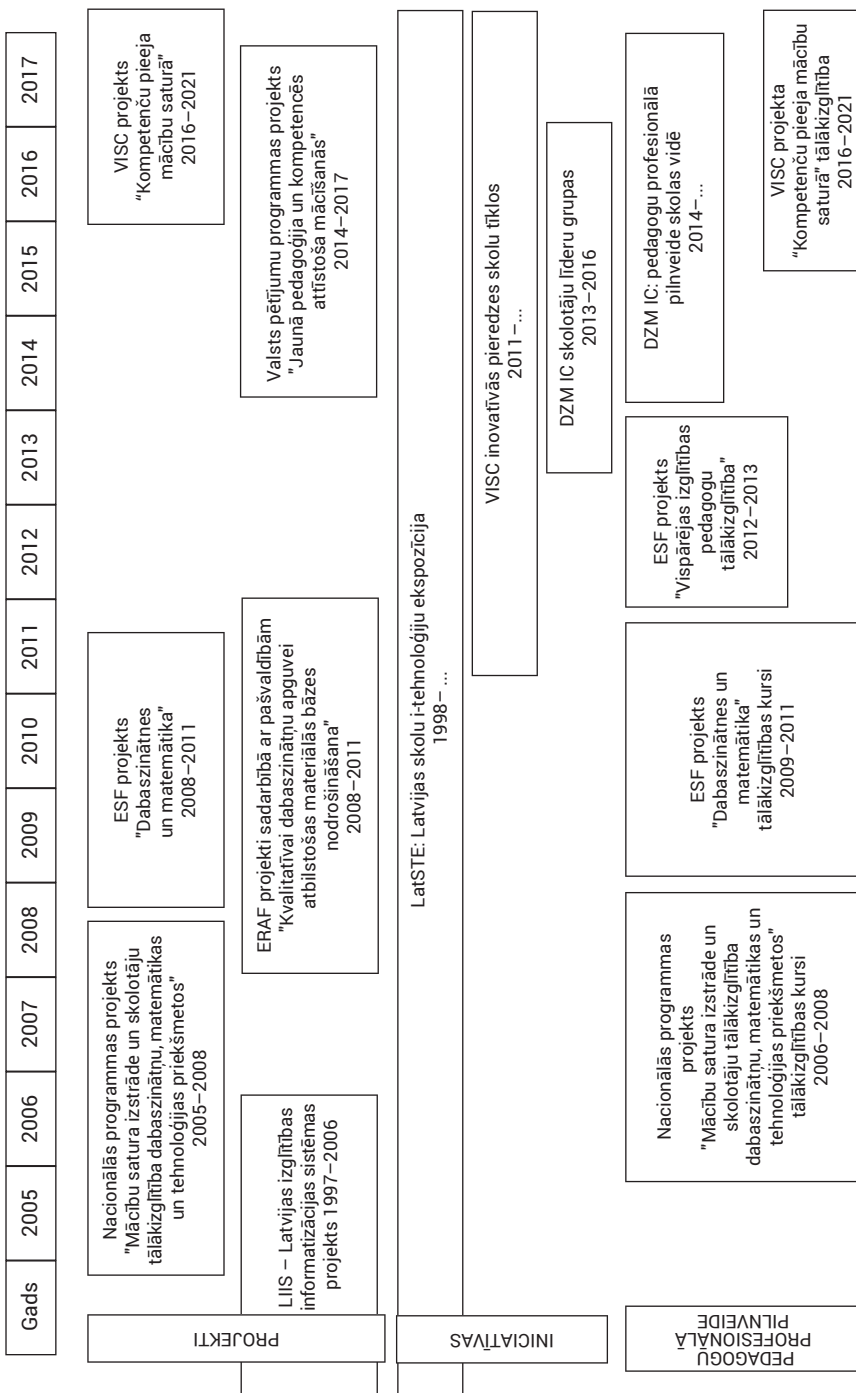 Gads
2005
2006
2007
2008
2009
2010
2011
2012
2013
2014
2015
2016
2017
PROJEKTI
Nacionālās programmas projekts
"Mācību satura izstrāde un skolotāju
tālākizglītība dabaszinātņu, matemātikas
un tehnoloģijas priekšmetos"
2005–2008
ESF projekts
"Dabaszinātnes
un matemātika"
2008–2011
VISC projekts
“Kompetenču pieeja
mācību saturā”
2016–2021
LIIS – Latvijas izglītības
informatizācijas sistēmas
projekts 1997–2006
ERAF projekti sadarbībā ar pašvaldībām
"Kvalitatīvai dabaszinātņu apguvei
atbilstošas materiālās bāzes
nodrošināšana"
2008–2011
Valsts pētījumu programmas projekts
"Jaunā pedagoģija un kompetencēs
attīstoša mācīšanās"
2014–2017
INICIATĪVAS
LatSTE: Latvijas skolu i-tehnoloģiju ekspozīcija
1998– ...
VISC inovatīvās pieredzes skolu tīklos
2011–...
DZM IC skolotāju līderu grupas
2013–2016
PEDAGOGU
PROFESIONĀLĀ
PILNVEIDE
Nacionālās programmas
projekts
"Mācību satura izstrāde un
skolotāju tālākizglītība
dabaszinātņu, matemātikas un
tehnoloģijas priekšmetos"
tālākizglītības kursi
2006–2008
ESF projekts
"Dabaszinātnes un
matemātika"
tālākizglītības kursi
2009–2011
ESF projekts
"Vispārējas izglītības
pedagogu
tālākizglītība"
2012–2013
DZM IC: pedagogu profesionālā
pilnveide skolas vidē
2014–...
VISC projekta
“Kompetenču pieeja mācību
saturā” tālākizglītība
2016–2021